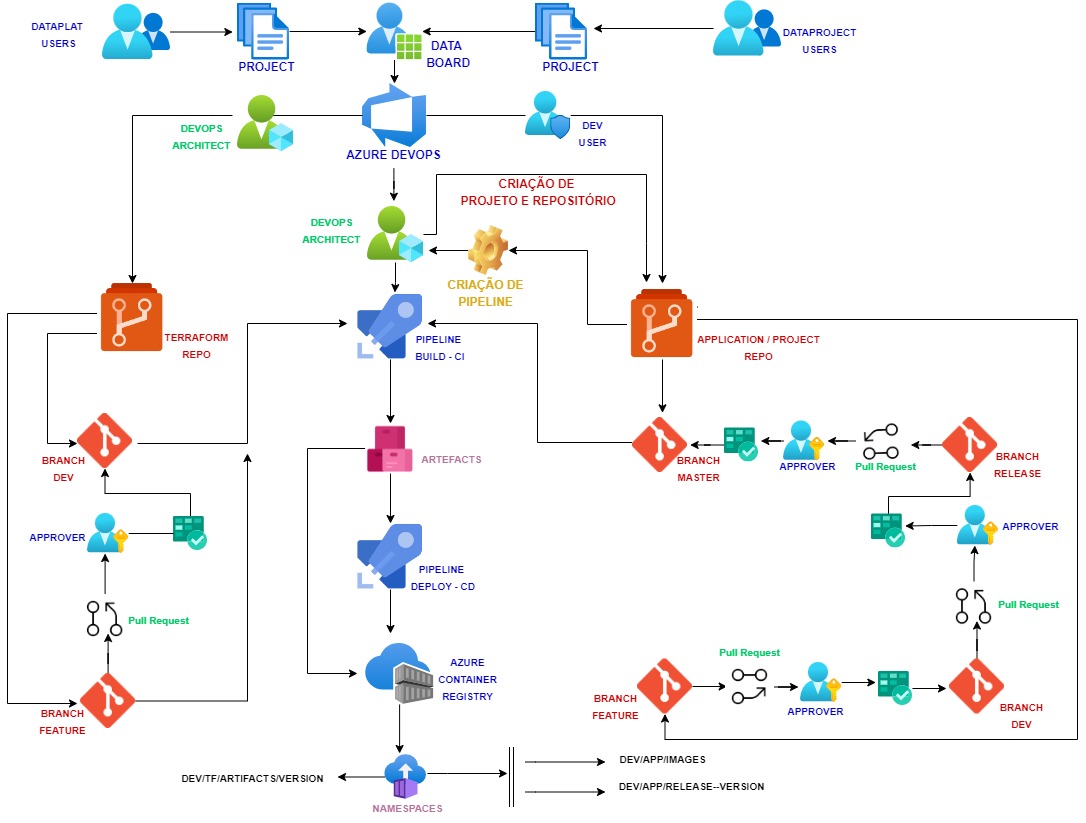 DATAPLAT
USERS
PROJECT
DATA
BOARD
PROJECT
DATAPROJECT
USERS
DEVOPS
ARCHITECT
AZURE DEVOPS
DEV
USER
CRIAÇÃO DE
PROJETO E REPOSITÓRIO
DEVOPS
ARCHITECT
CRIAÇÃO DE
PIPELINE
TERRAFORM
REPO
PIPELINE
BUILD - CI
APPLICATION / PROJECT
REPO
BRANCH
DEV
ARTEFACTS
BRANCH
MASTER
APPROVER
Pull Request
BRANCH
RELEASE
APPROVER
APPROVER
PIPELINE
DEPLOY - CD
Pull Request
Pull Request
BRANCH
FEATURE
AZURE
CONTAINER
REGISTRY
BRANCH
FEATURE
Pull Request
APPROVER
BRANCH
DEV
DEV/TF/ARTIFACTS/VERSION
NAMESPACES
DEV/APP/IMAGES
DEV/APP/RELEASE--VERSION